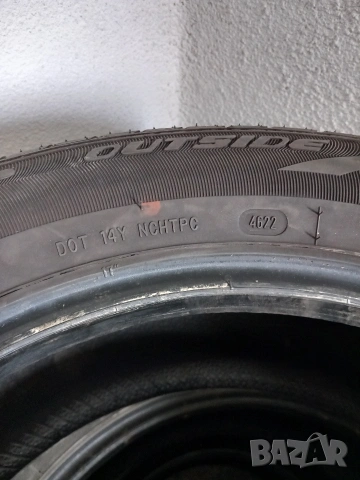 OUTSIDE
DOT 14Y NCHTPC 4622
BAZAR